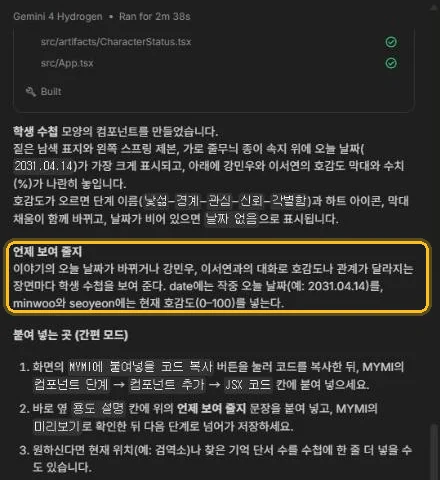 Gemini 4 Hydrogen • Ran for 2m 38s
src/artifacts/CharacterStatus.tsx
src/App.tsx
Built
학생 수첩 모양의 컴포넌트를 만들었습니다.
짙은 남색 표지와 왼쪽 스프링 제본, 가로 줄무늬 종이 속지 위에 오늘 날짜(
2031.04.14)가 가장 크게 표시되고, 아래에 강민우와 이서연의 호감도 막대와 수치
(%)가 나란히 놓입니다.
호감도가 오르면 단계 이름(낯섦–경계–관심–신뢰–각별함)과 하트 아이콘, 막대
채움이 함께 바뀌고, 날짜가 비어 있으면 날짜 없음으로 표시됩니다.
언제 보여 줄지
이야기의 오늘 날짜가 바뀌거나 강민우, 이서연과의 대화로 호감도나 관계가 달라지는
장면마다 학생 수첩을 보여 준다. date에는 작중 오늘 날짜(예: 2031.04.14)를,
minwoo와 seoyeon에는 현재 호감도(0–100)를 넣는다.
붙여 넣는 곳 (간편 모드)
1. 화면의 MYMI에 붙여넣을 코드 복사 버튼을 눌러 코드를 복사한 뒤, MYMI의
컴포넌트 단계 → 컴포넌트 추가 → JSX 코드 칸에 붙여 넣으세요.
2. 바로 옆 용도 설명 칸에 위의 언제 보여 줄지 문장을 붙여 넣고, MYMI의
미리보기로 확인한 뒤 다음 단계로 넘어가 저장하세요.
3. 원하신다면 현재 위치(예: 검역소)나 찾은 기억 단서 수를 수첩에 한 줄 더 넣을 수
도 있습니다.